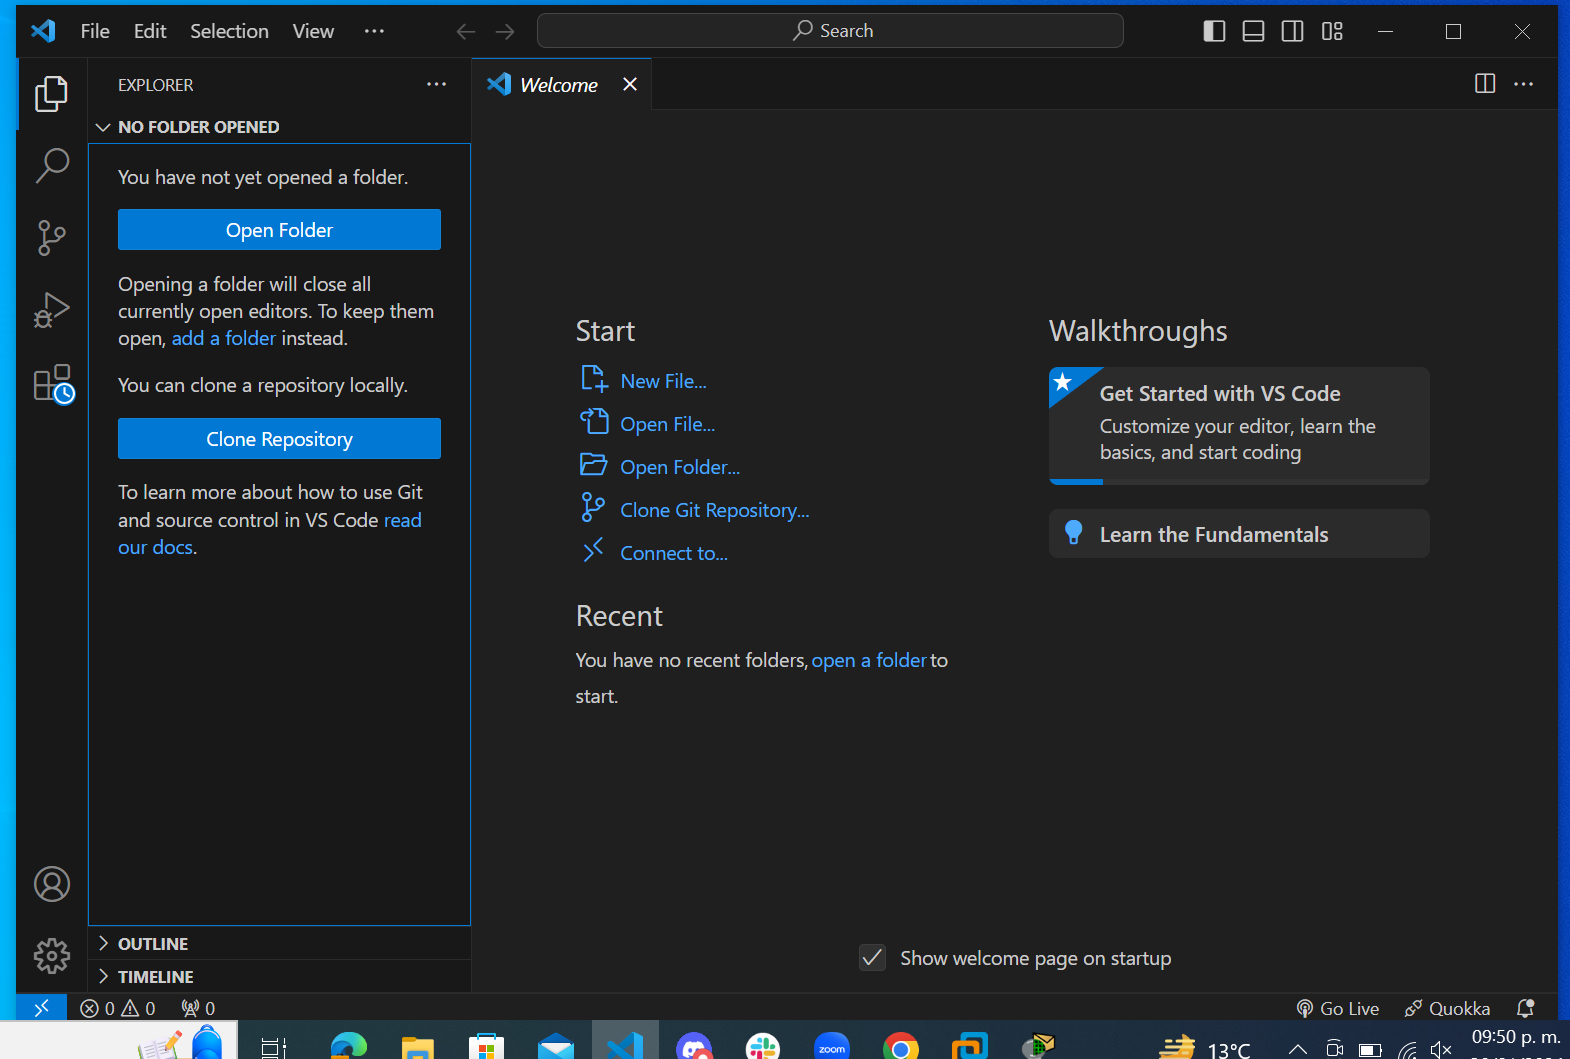 File Edit Selection View ··· Search
EXPLORER ···
NO FOLDER OPENED
You have not yet opened a folder.
Open Folder
Opening a folder will close all
currently open editors. To keep them
open, add a folder instead.
You can clone a repository locally.
Clone Repository
To learn more about how to use Git
and source control in VS Code read
our docs.
OUTLINE
TIMELINE
Welcome
Start
New File...
Open File...
Open Folder...
Clone Git Repository...
Connect to...
Recent
You have no recent folders, open a folder to
start.
Walkthroughs
Get Started with VS Code
Customize your editor, learn the
basics, and start coding
Learn the Fundamentals
Show welcome page on startup
0 0 0 Go Live Quokka
zoom 13°C 09:50 p. m.